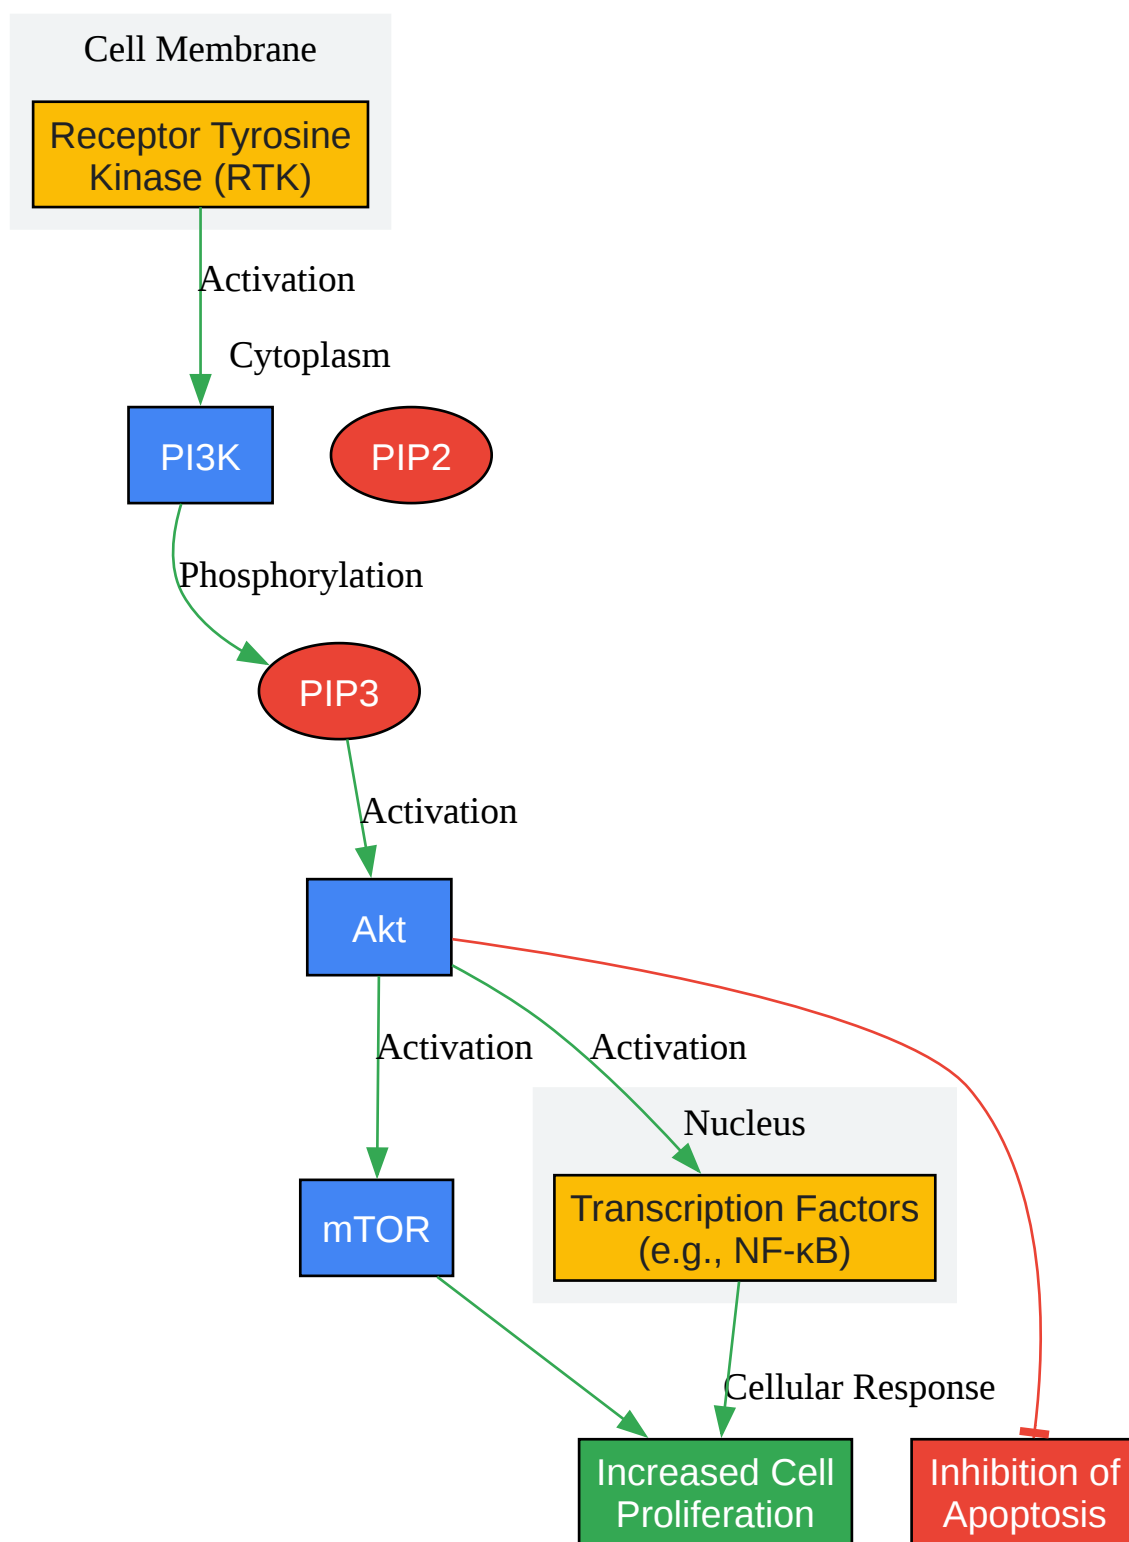 Cell Membrane
Receptor Tyrosine
Kinase (RTK)
Activation
Cytoplasm
PI3K
PIP2
Phosphorylation
PIP3
Activation
Akt
Activation
Activation
Nucleus
Transcription Factors
(e.g., NF-κB)
mTOR
Cellular Response
Increased Cell
Proliferation
Inhibition of
Apoptosis